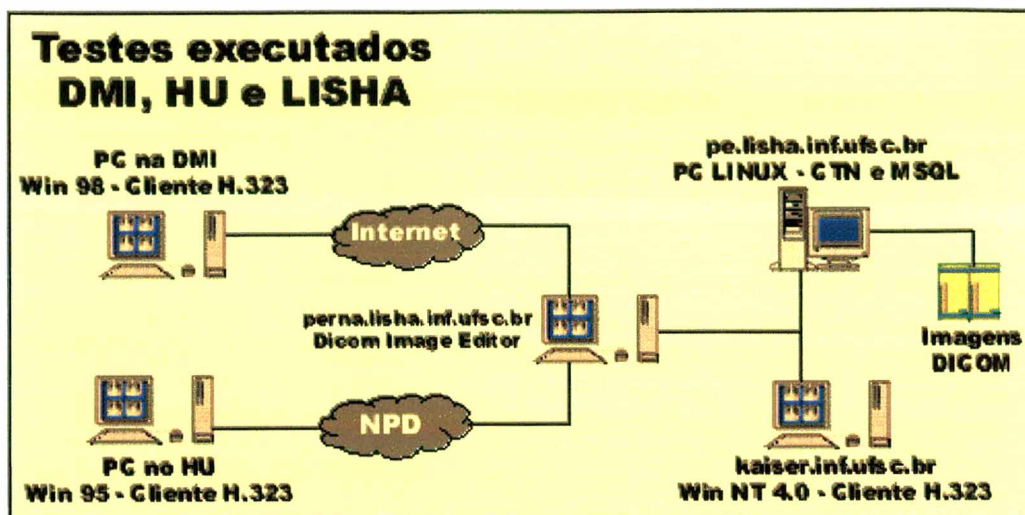 Testes executados
DMI, HU e LISHA
PC na DMI
Win 98 - Cliente H.323
Internet
pe.lisha.inf.ufsc.br
PC LINUX - CTN e MSQL
perna.lisha.inf.ufsc.br
Dicom Image Editor
Imagens
DICOM
NPD
PC no HU
Win 95 - Cliente H.323
kaiser.inf.ufsc.br
Win NT 4.0 - Cliente H.323